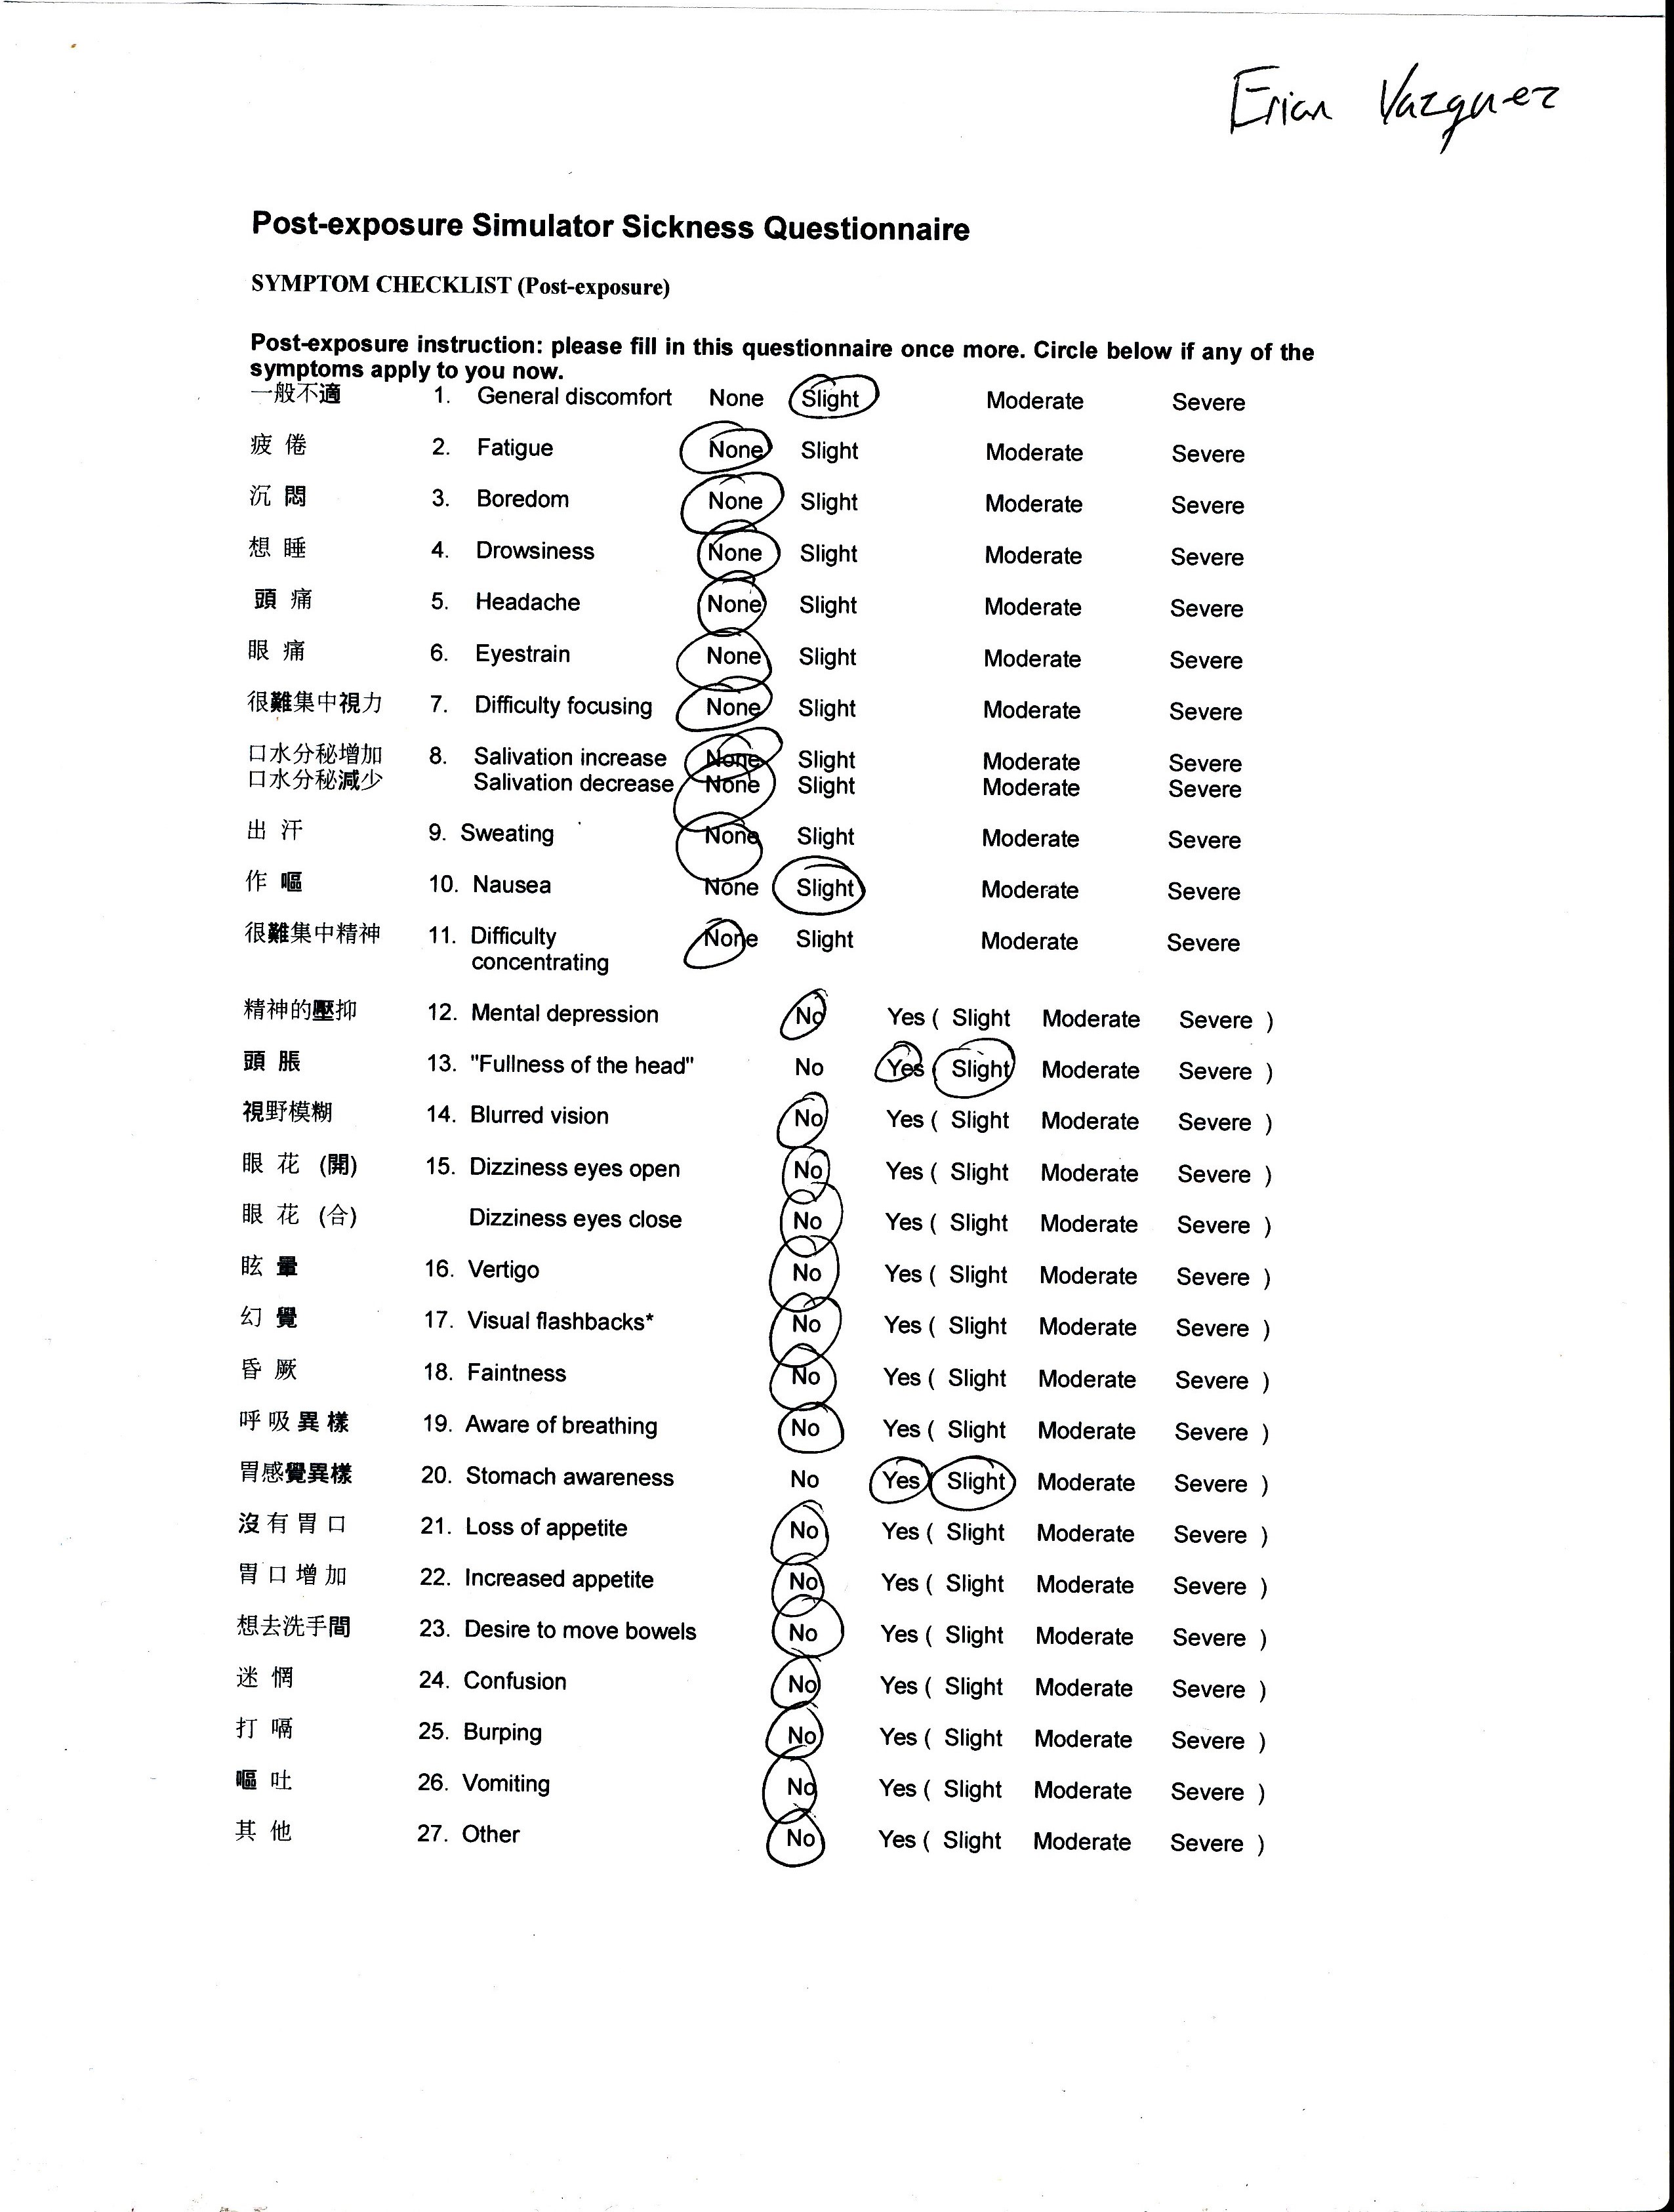 Erian Vazquez
Post-exposure Simulator Sickness Questionnaire
SYMPTOM CHECKLIST (Post-exposure)
Post-exposure instruction: please fill in this questionnaire once more. Circle below if any of the
symptoms apply to you now.
一般不適 1. General discomfort None Slight Moderate Severe
疲 倦 2. Fatigue None Slight Moderate Severe
沉 悶 3. Boredom None Slight Moderate Severe
想 睡 4. Drowsiness None Slight Moderate Severe
頭 痛 5. Headache None Slight Moderate Severe
眼 痛 6. Eyestrain None Slight Moderate Severe
很難集中視力 7. Difficulty focusing None Slight Moderate Severe
口水分秘增加 8. Salivation increase None Slight Moderate Severe
口水分秘減少 Salivation decrease None Slight Moderate Severe
出 汗 9. Sweating None Slight Moderate Severe
作 嘔 10. Nausea None Slight Moderate Severe
很難集中精神 11. Difficulty None Slight Moderate Severe
concentrating
精神的壓抑 12. Mental depression No Yes ( Slight Moderate Severe )
頭 脹 13. "Fullness of the head" No Yes ( Slight Moderate Severe )
視野模糊 14. Blurred vision No Yes ( Slight Moderate Severe )
眼 花 (開) 15. Dizziness eyes open No Yes ( Slight Moderate Severe )
眼 花 (合) Dizziness eyes close No Yes ( Slight Moderate Severe )
眩 暈 16. Vertigo No Yes ( Slight Moderate Severe )
幻 覺 17. Visual flashbacks* No Yes ( Slight Moderate Severe )
昏 厥 18. Faintness No Yes ( Slight Moderate Severe )
呼 吸 異 樣 19. Aware of breathing No Yes ( Slight Moderate Severe )
胃感覺異樣 20. Stomach awareness No Yes ( Slight Moderate Severe )
沒 有 胃 口 21. Loss of appetite No Yes ( Slight Moderate Severe )
胃 口 增 加 22. Increased appetite No Yes ( Slight Moderate Severe )
想去洗手間 23. Desire to move bowels No Yes ( Slight Moderate Severe )
迷 惘 24. Confusion No Yes ( Slight Moderate Severe )
打 嗝 25. Burping No Yes ( Slight Moderate Severe )
嘔 吐 26. Vomiting No Yes ( Slight Moderate Severe )
其 他 27. Other No Yes ( Slight Moderate Severe )